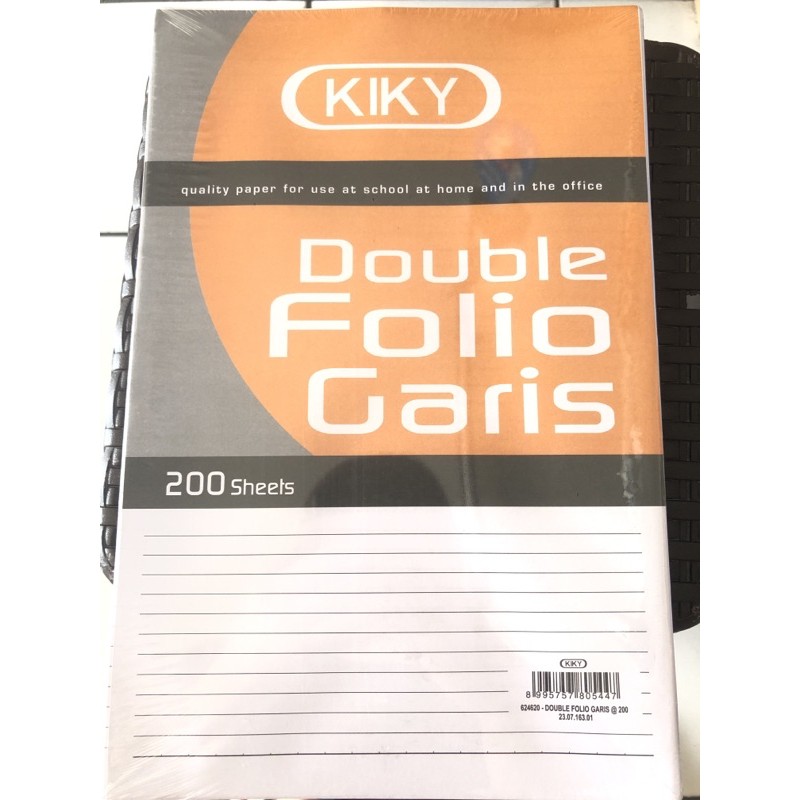 KIKY
quality paper for use at school at home and in the office
Double
Folio
Garis
200 Sheets
KIKY
8 995757 805447
624620 - DOUBLE FOLIO GARIS @ 200
23.07.163.01